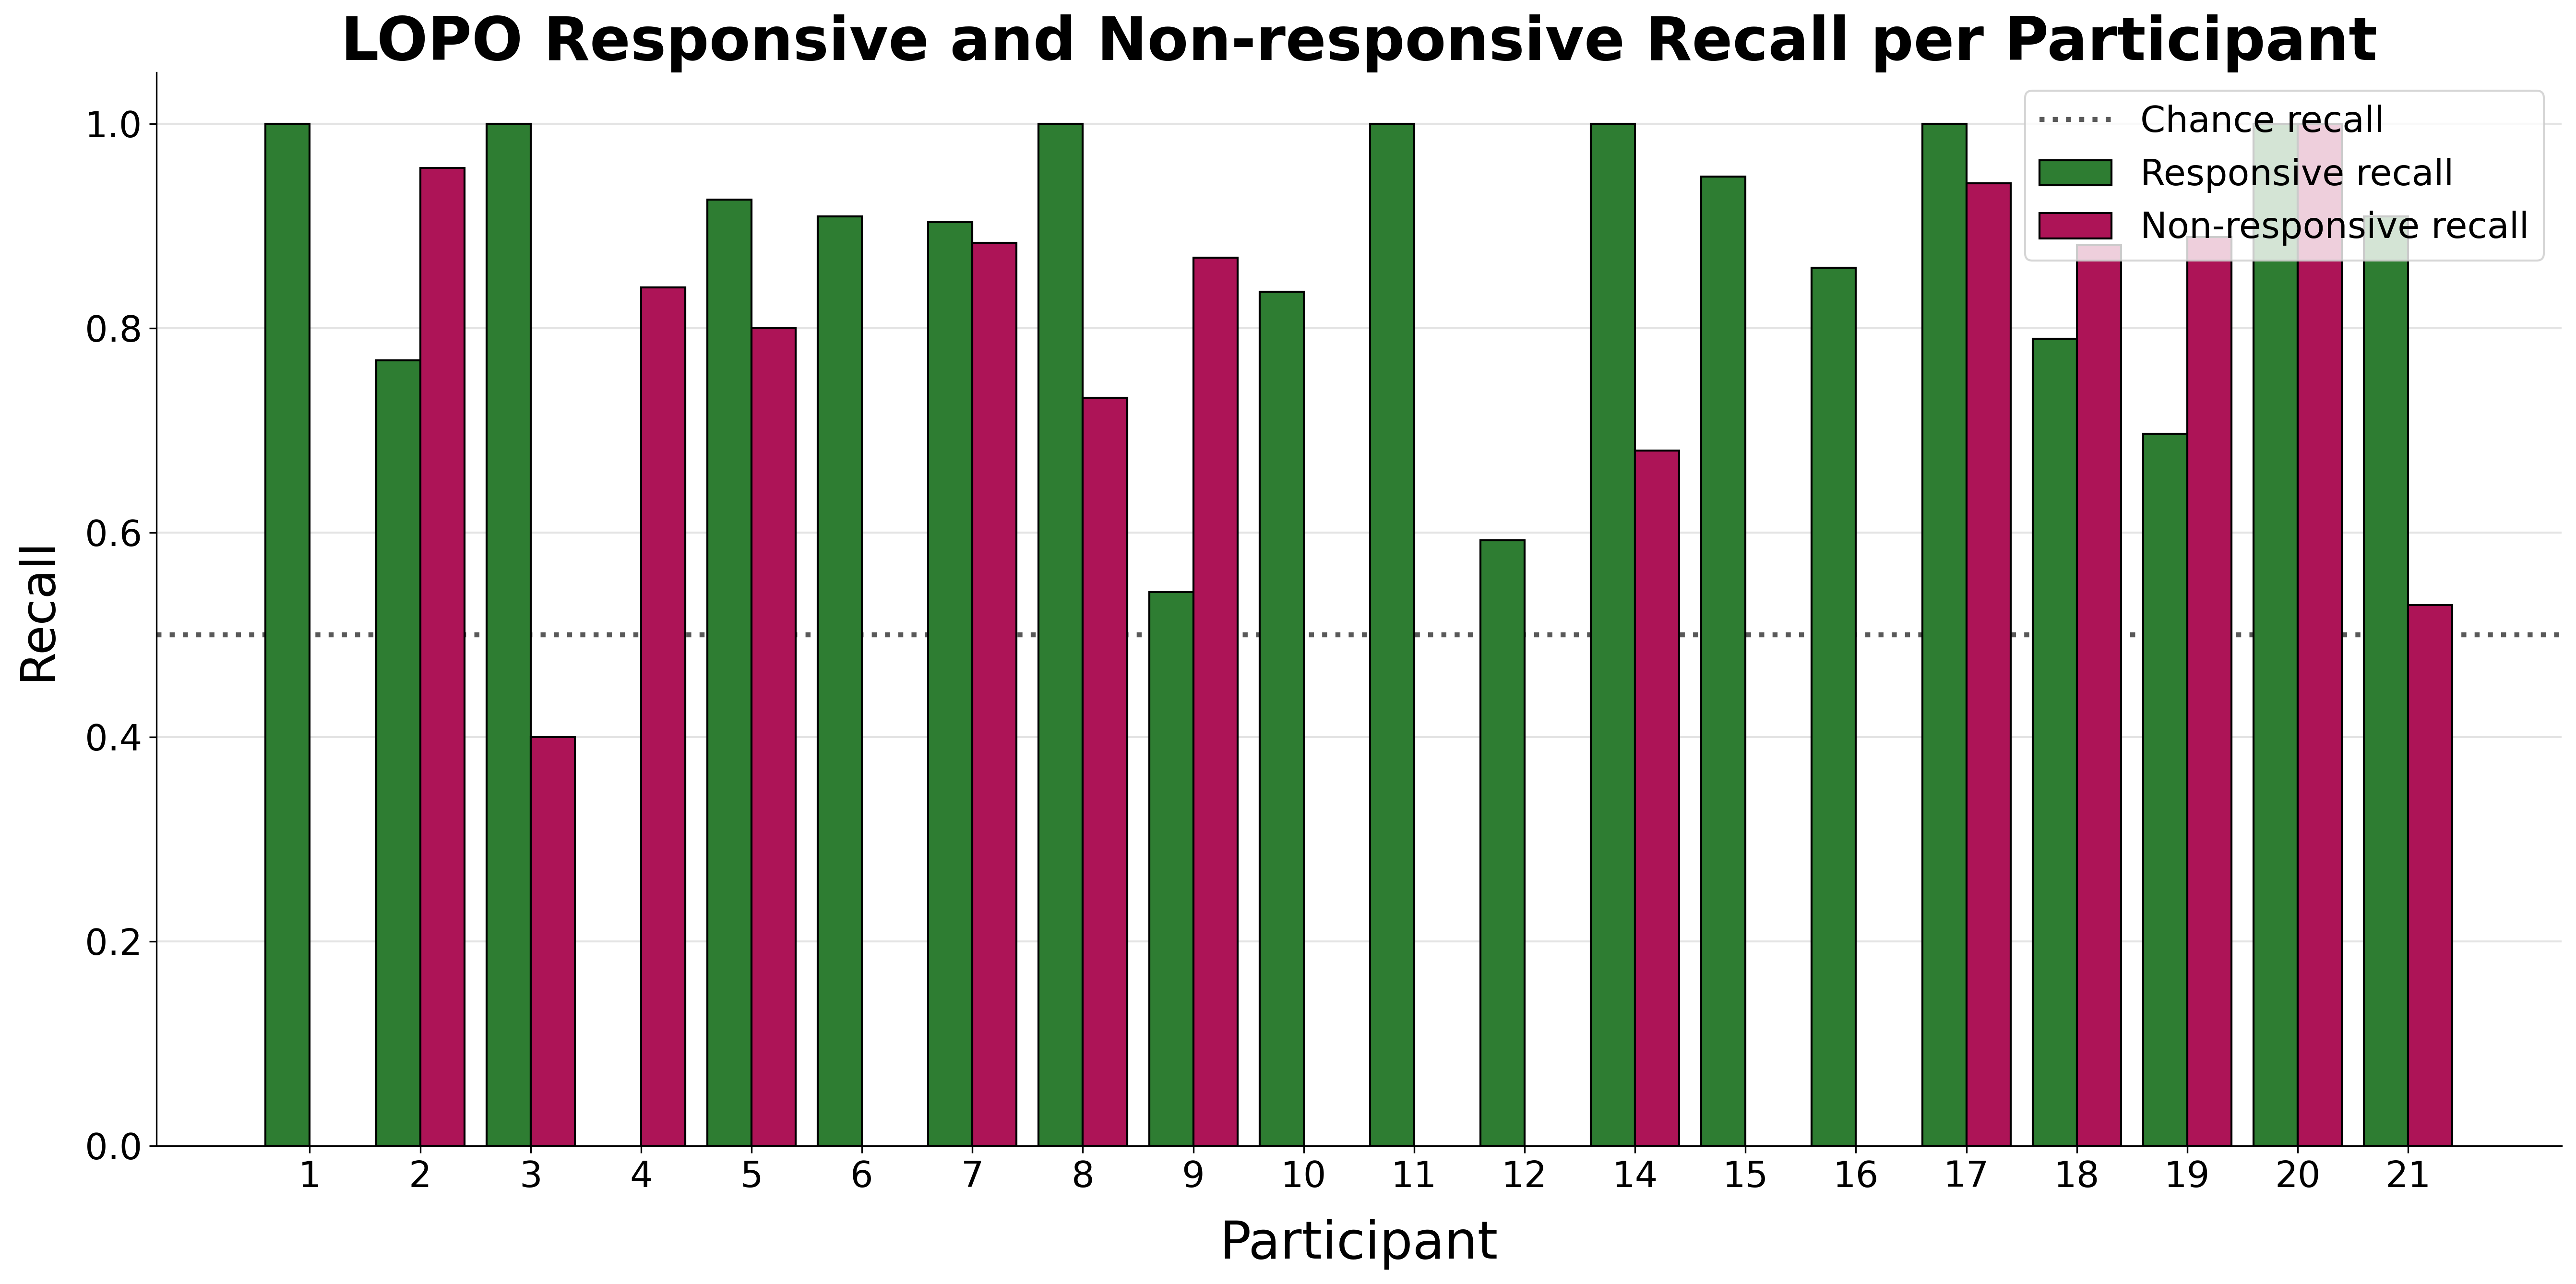 LOPO Responsive and Non-responsive Recall per Participant
Chance recall
Responsive recall
Non-responsive recall
Recall
1.0
0.8
0.6
0.4
0.2
0.0
1 2 3 4 5 6 7 8 9 10 11 12 14 15 16 17 18 19 20 21
Participant